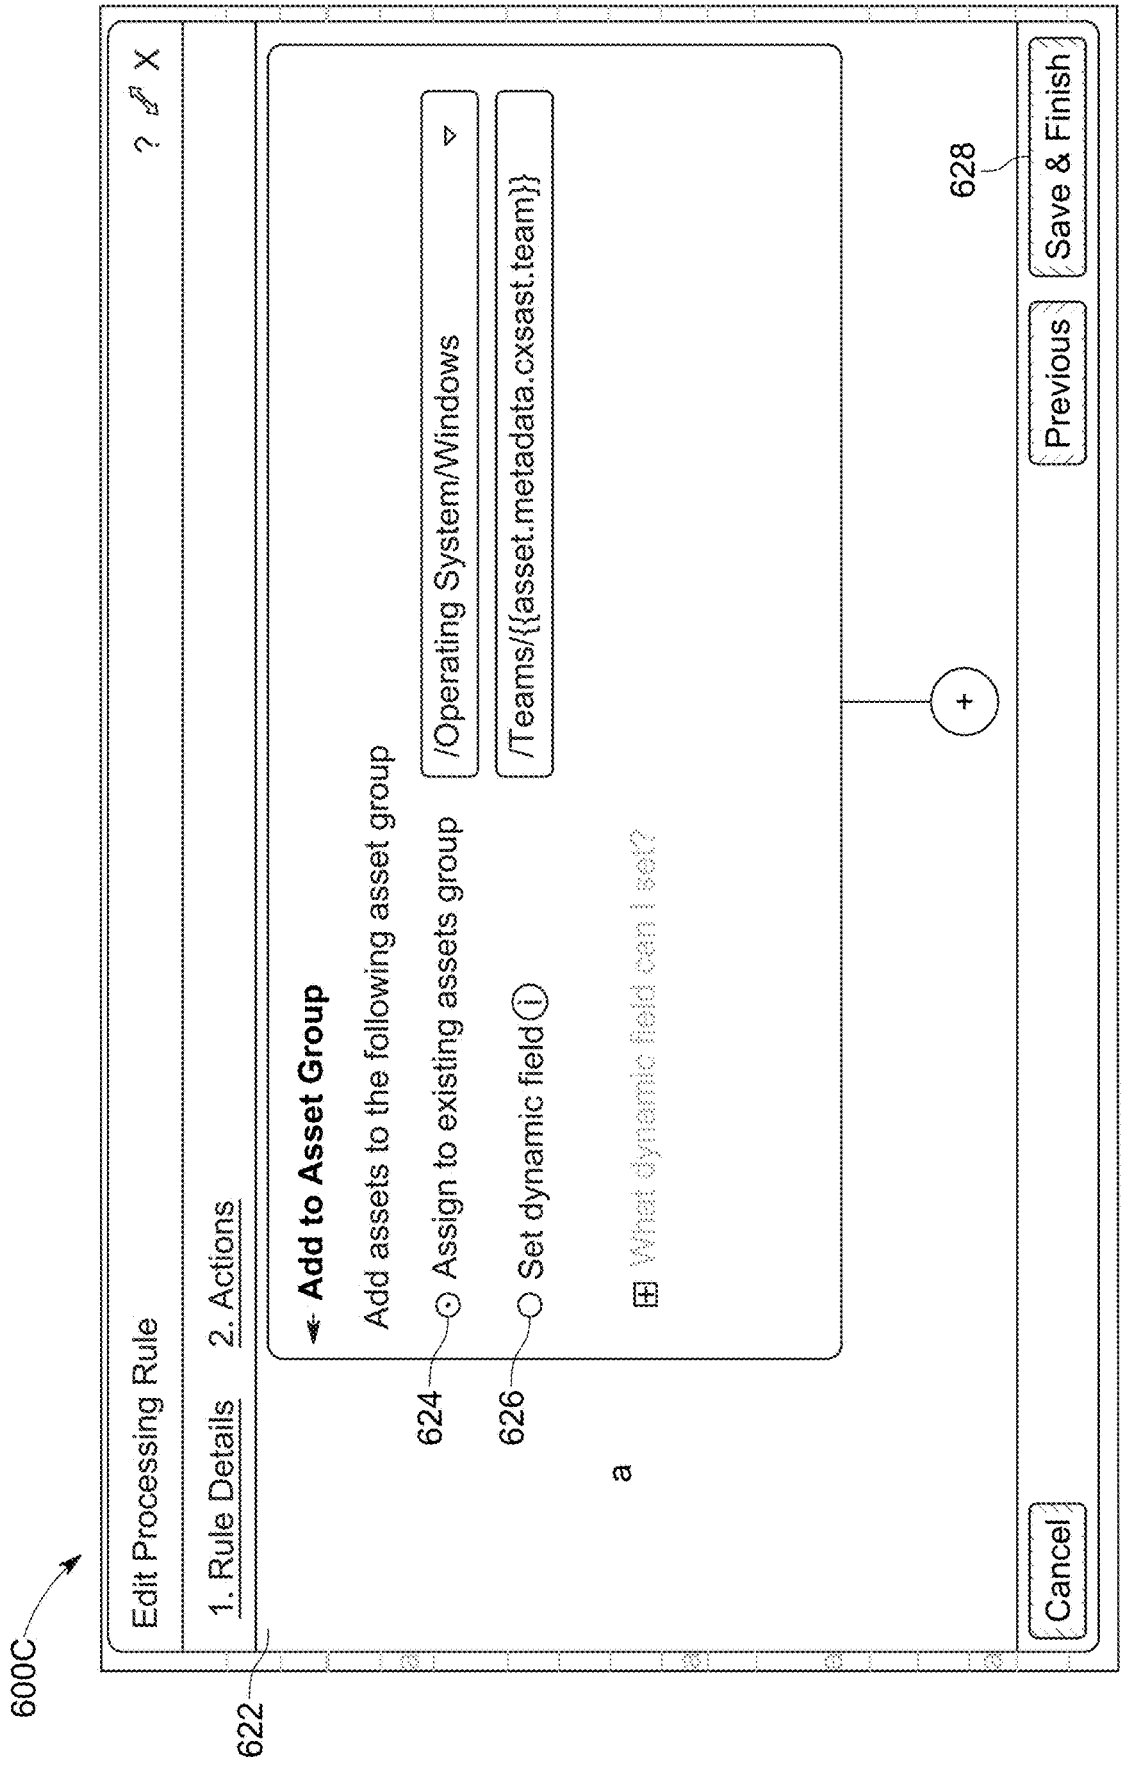 600C
Edit Processing Rule ? X
1. Rule Details 2. Actions
622
Add to Asset Group
Add assets to the following asset group
624 Assign to existing assets group /Operating System/Windows
626 Set dynamic field i /Teams/{{asset.metadata.cxsast.team}}
a
What dynamic field can I set?
+
628
Cancel Previous Save & Finish